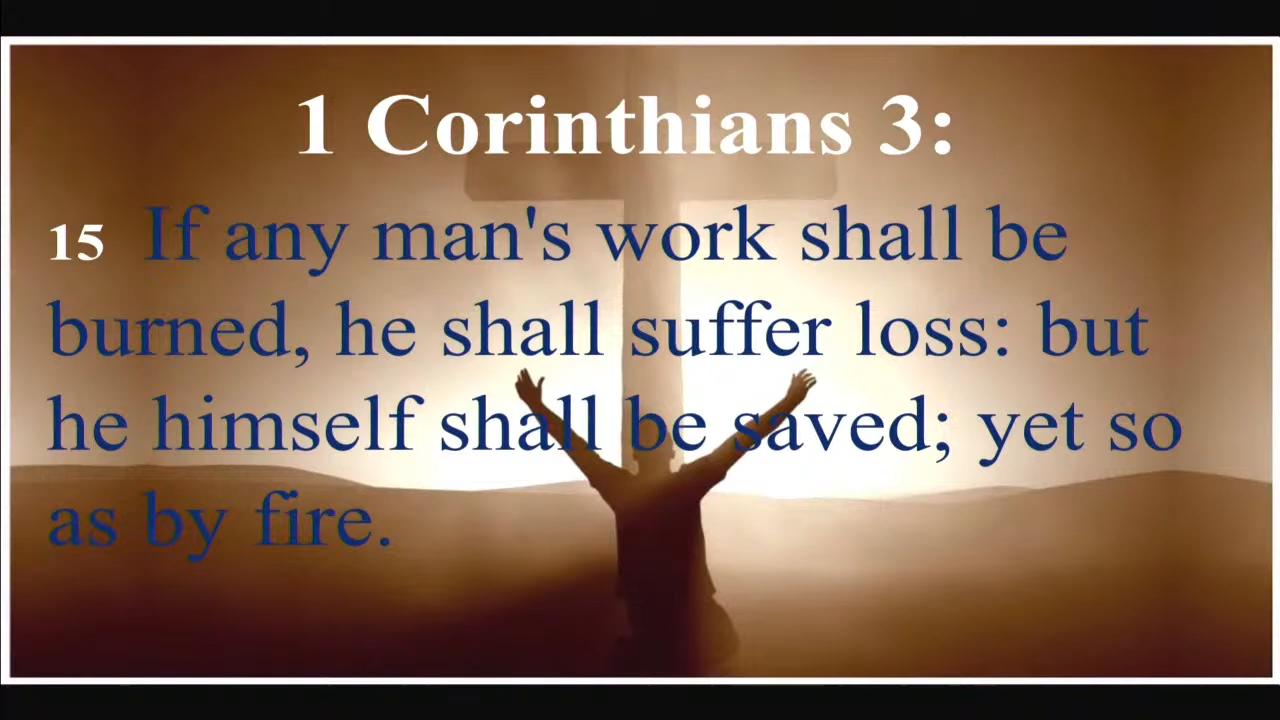 1 Corinthians 3:
15 If any man's work shall be
burned, he shall suffer loss: but
he himself shall be saved; yet so
as by fire.